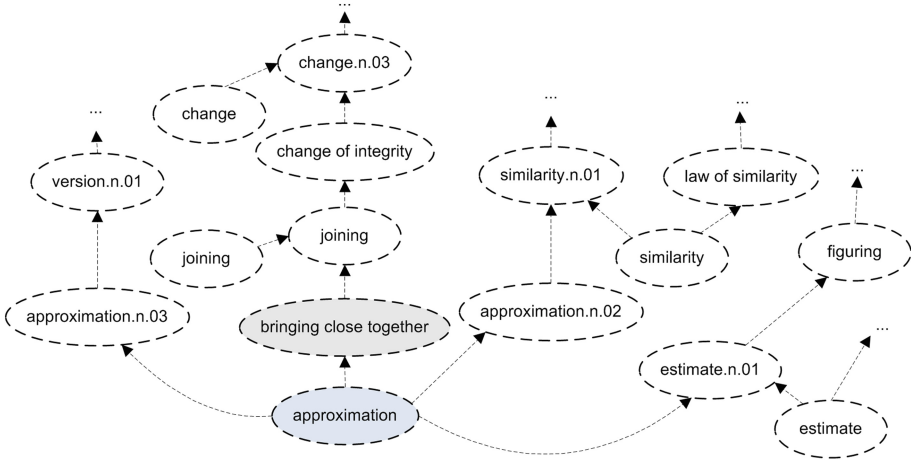 ...
change.n.03
change
...
...
...
change of integrity
version.n.01
similarity.n.01
law of similarity
...
joining
joining
similarity
figuring
approximation.n.03
bringing close together
approximation.n.02
...
estimate.n.01
approximation
estimate